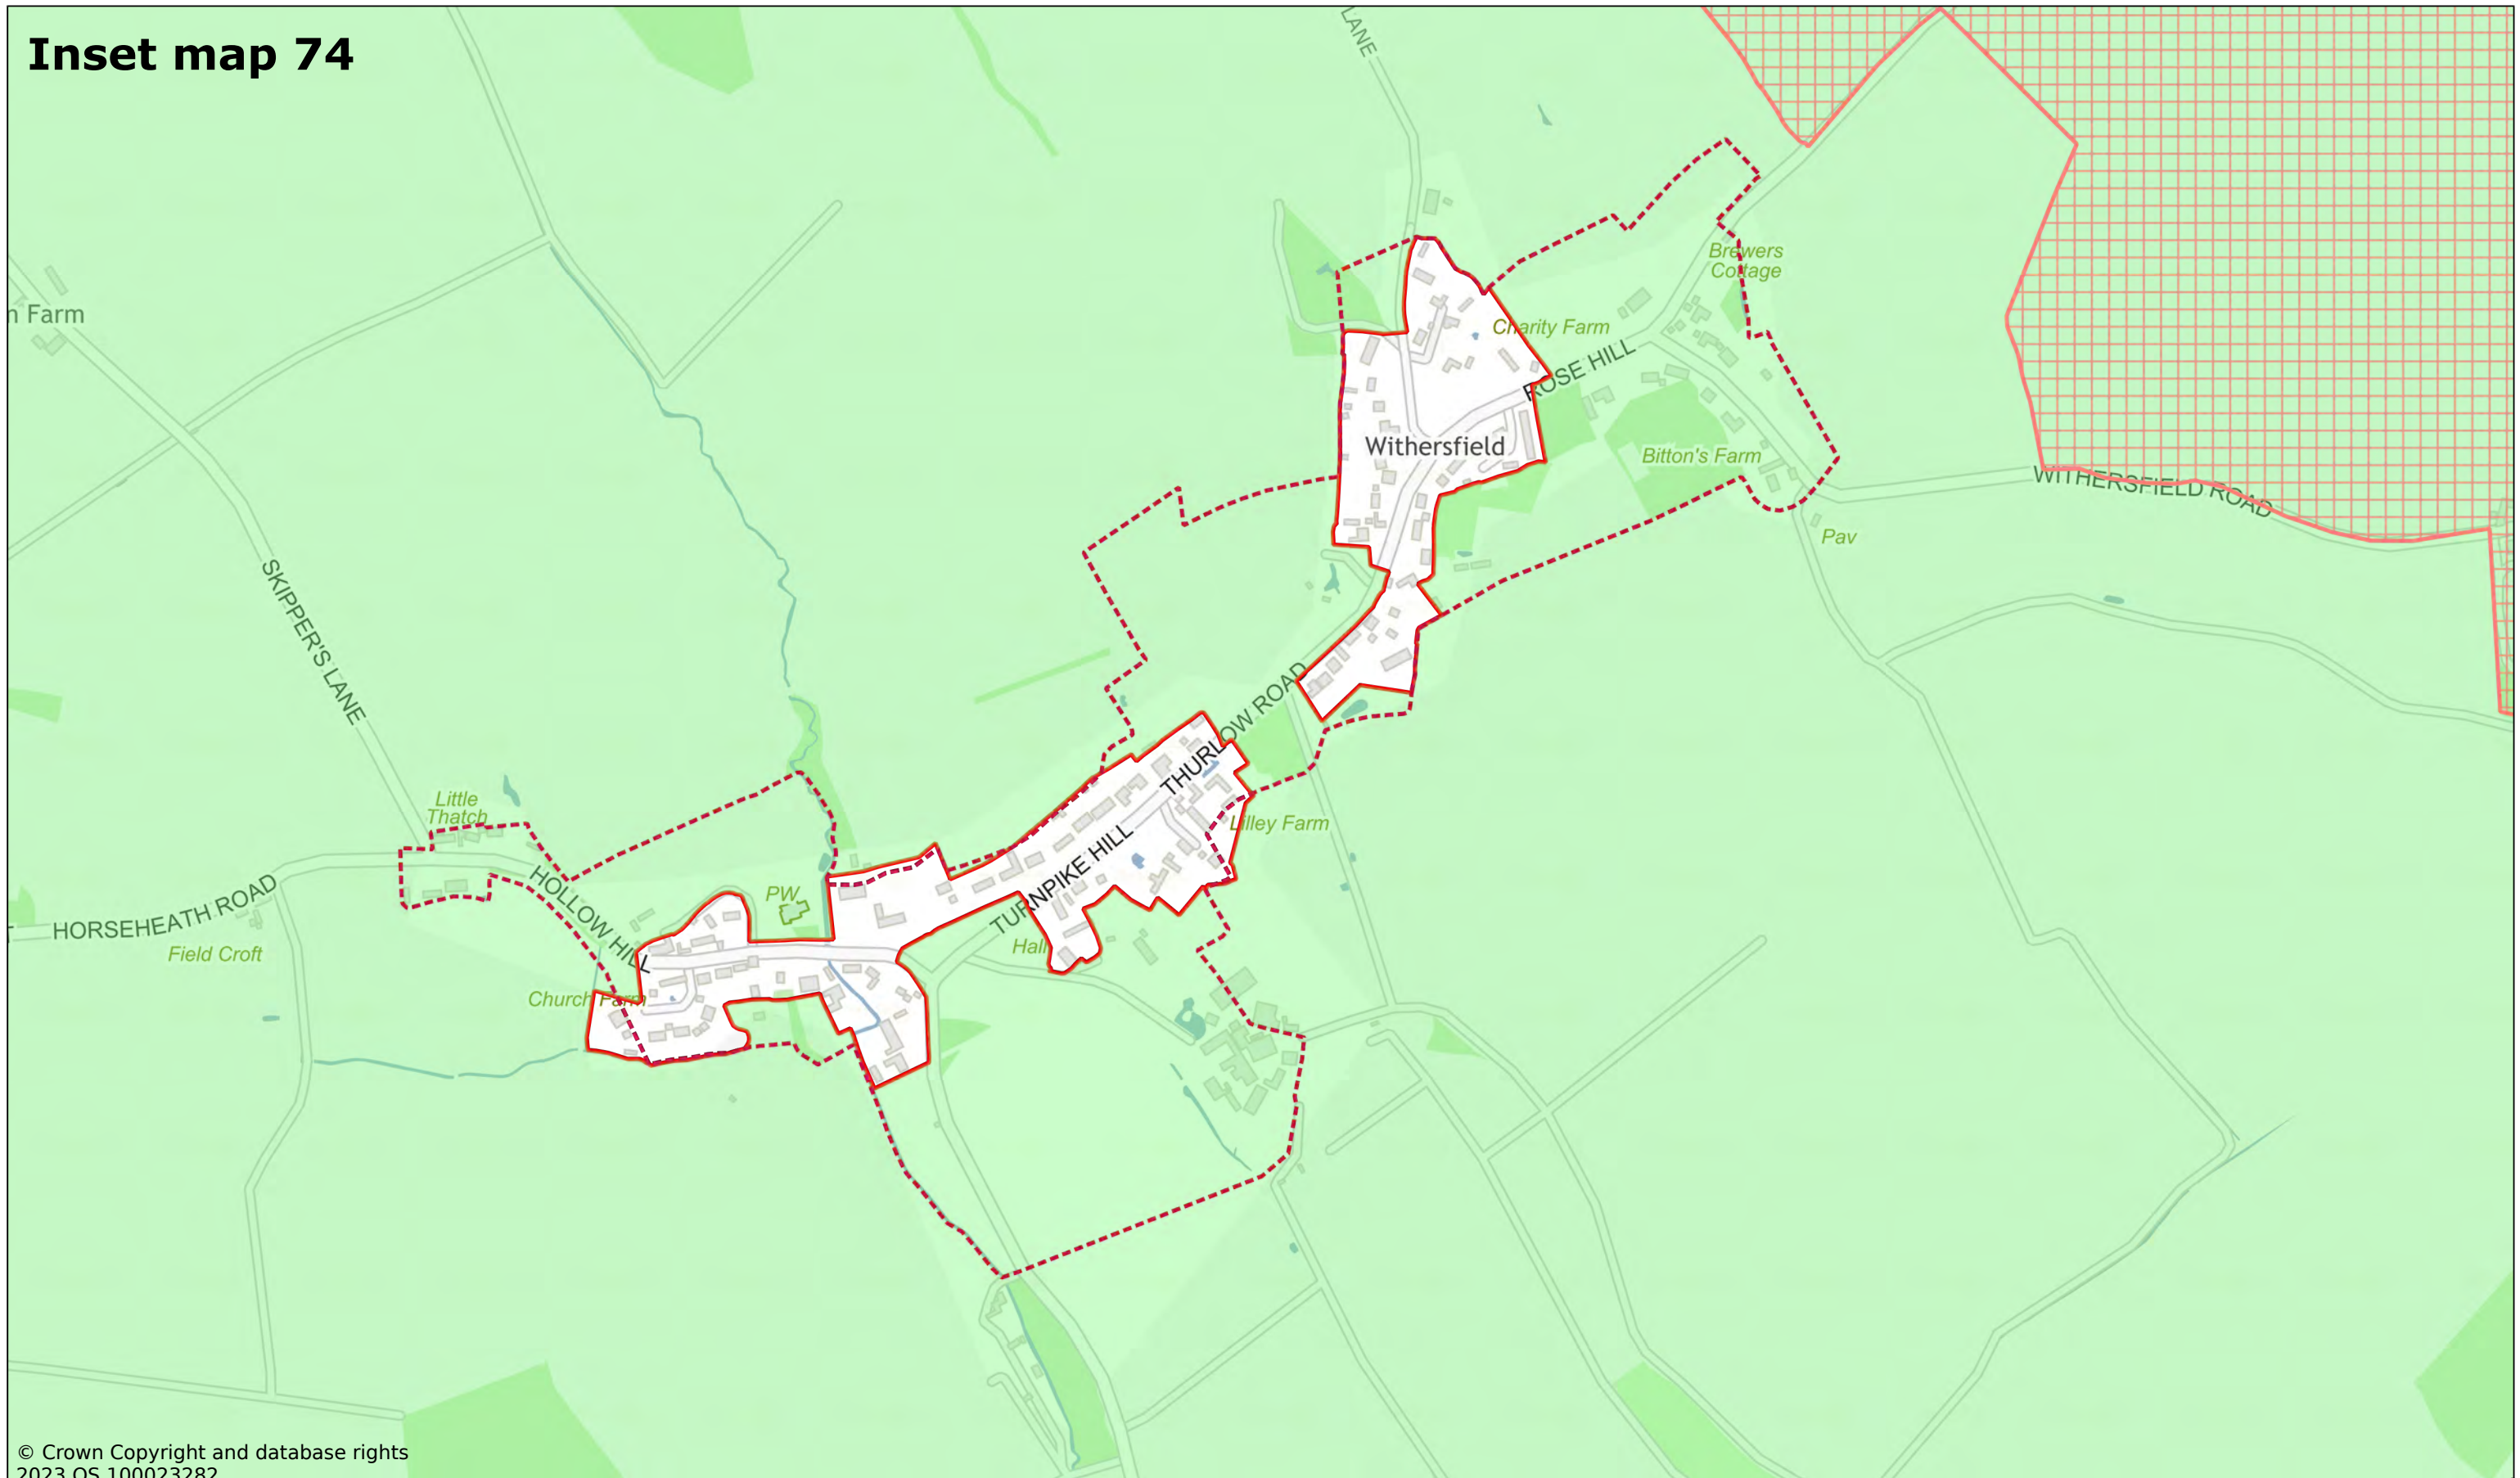 Inset map 74
LANE
Brewers
Cottage
Farm
Charity Farm
ROSE HILL
Withersfield
Bitton's Farm
WITHERSFIELD ROAD
Pav
SKIPPER'S LANE
THURLOW ROAD
Little
Thatch
Lilley Farm
TURNPIKE HILL
HOLLOW HILL
PW
HORSEHEATH ROAD
Hall
Field Croft
Church Farm
© Crown Copyright and database rights
2023 OS 100023282